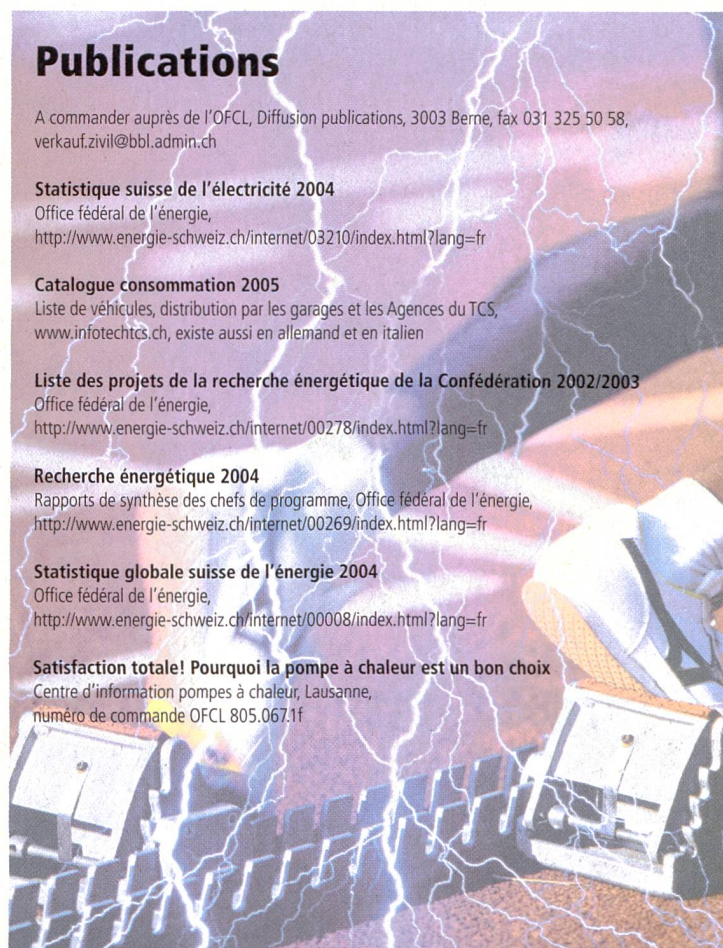 Publications
A commander auprès de l'OFCL, Diffusion publications, 3003 Berne, fax 031 325 50 58,
verkauf.zivil@bbl.admin.ch
Statistique suisse de l'électricité 2004
Office fédéral de l'énergie,
http://www.energie-schweiz.ch/internet/03210/index.html?lang=fr
Catalogue consommation 2005
Liste de véhicules, distribution par les garages et les Agences du TCS,
www.infotechtcs.ch, existe aussi en allemand et en italien
Liste des projets de la recherche énergétique de la Confédération 2002/2003
Office fédéral de l'énergie,
http://www.energie-schweiz.ch/internet/00278/index.html?lang=fr
Recherche énergétique 2004
Rapports de synthèse des chefs de programme, Office fédéral de l'énergie,
http://www.energie-schweiz.ch/internet/00269/index.html?lang=fr
Statistique globale suisse de l'énergie 2004
Office fédéral de l'énergie,
http://www.energie-schweiz.ch/internet/00008/index.html?lang=fr
Satisfaction totale! Pourquoi la pompe à chaleur est un bon choix
Centre d'information pompes à chaleur, Lausanne,
numéro de commande OFCL 805.067.1f